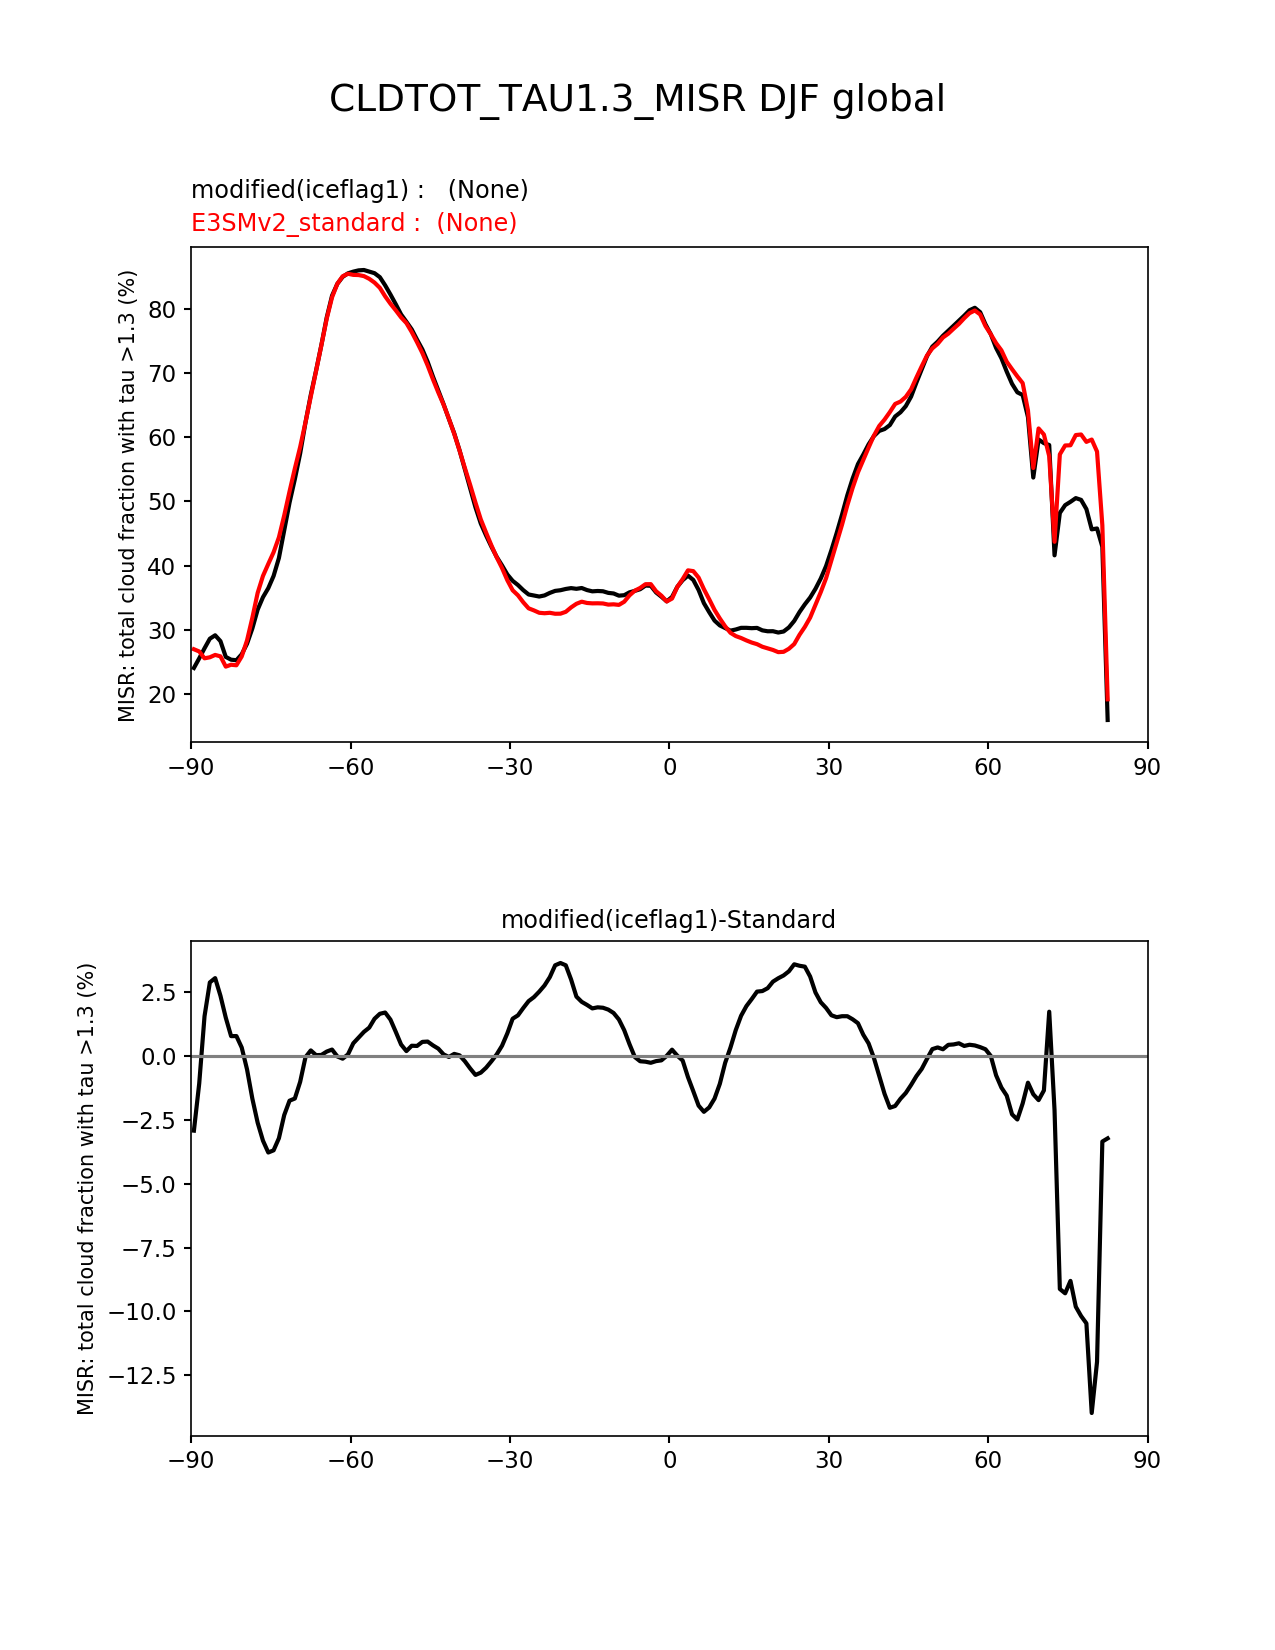 CLDTOT_TAU1.3_MISR DJF global
modified(iceflag1) :   (None)
E3SMv2_standard :  (None)
MISR: total cloud fraction with tau >1.3 (%)
80
70
60
50
40
30
20
−90 −60 −30 0 30 60 90
modified(iceflag1)-Standard
MISR: total cloud fraction with tau >1.3 (%)
2.5
0.0
−2.5
−5.0
−7.5
−10.0
−12.5
−90 −60 −30 0 30 60 90